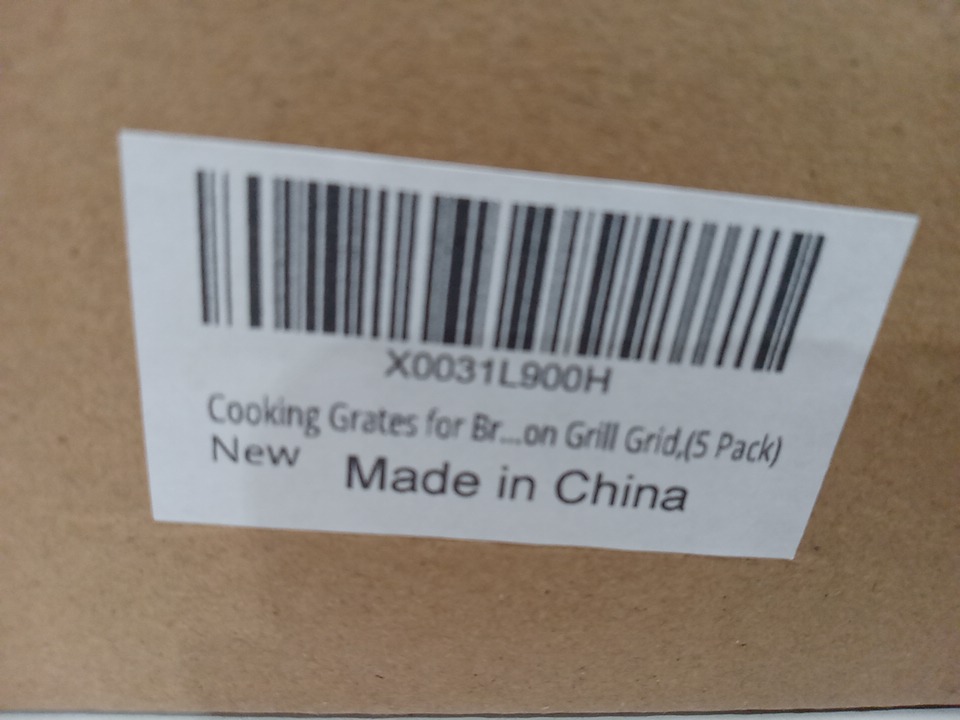 X0031L900H
Cooking Grates for Br...on Grill Grid,(5 Pack)
New Made in China